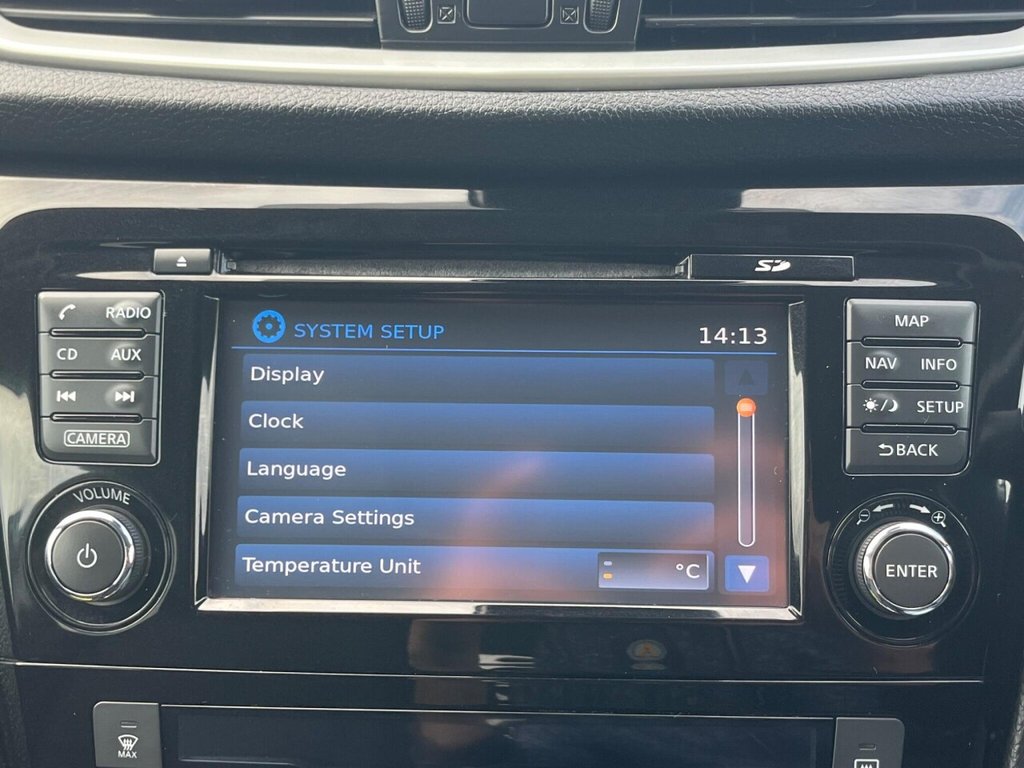 SD
RADIO
CD AUX
CAMERA
VOLUME
SYSTEM SETUP 14:13
Display
Clock
Language
Camera Settings
Temperature Unit °C
MAP
NAV INFO
SETUP
BACK
ENTER
MAX